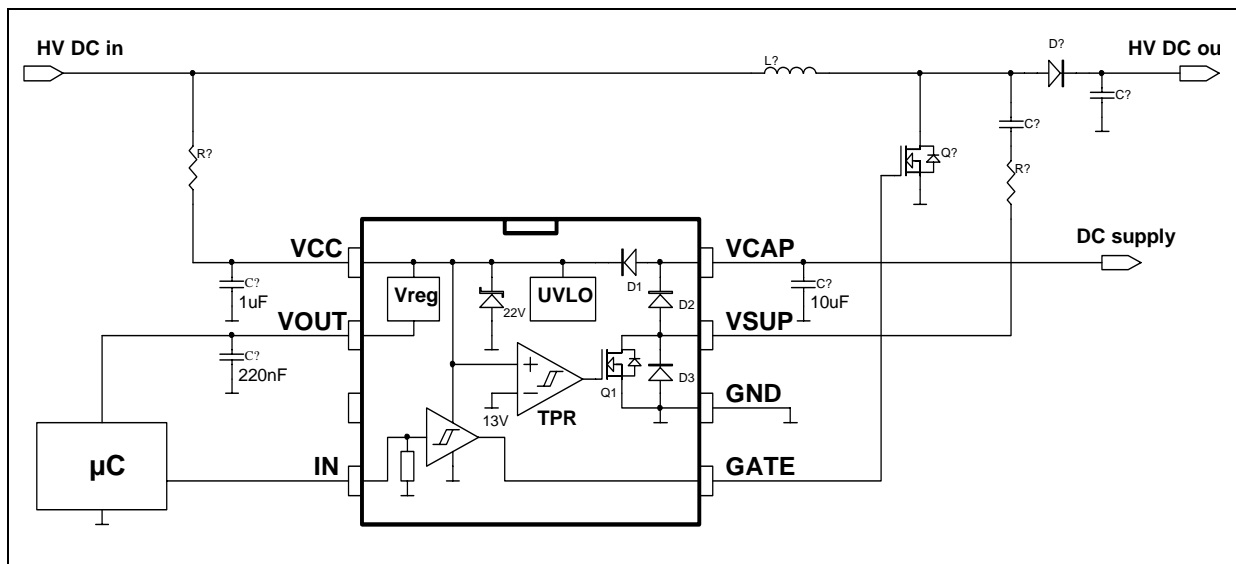 HV DC in
HV DC ou
L?
D?
C?
C?
Q?
R?
R?
VCC
VCAP
DC supply
C?
1uF
Vreg
22V
UVLO
D1
D2
C?
10uF
VOUT
VSUP
C?
220nF
Q1
D3
13V
TPR
GND
µC
IN
GATE
+
−